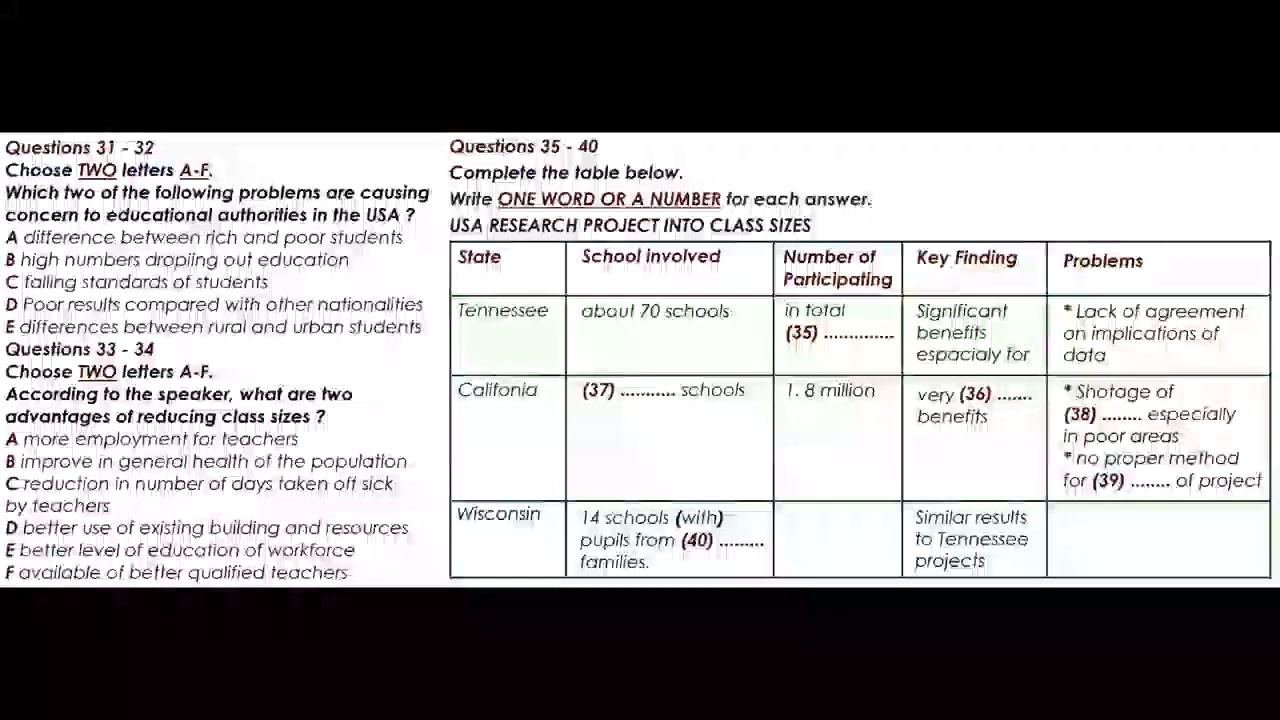 Questions 31 - 32
Choose TWO letters A-F.
Which two of the following problems are causing
concern to educational authorities in the USA ?
A difference between rich and poor students
B high numbers dropiing out education
C falling standards of students
D Poor results compared with other nationalities
E differences between rural and urban students
Questions 33 - 34
Choose TWO letters A-F.
According to the speaker, what are two
advantages of reducing class sizes ?
A more employment for teachers
B improve in general health of the population
C reduction in number of days taken off sick
by teachers
D better use of existing building and resources
E better level of education of workforce
F available of better qualified teachers
Questions 35 - 40
Complete the table below.
Write ONE WORD OR A NUMBER for each answer.
USA RESEARCH PROJECT INTO CLASS SIZES
State
School involved
Number of
Participating
Key Finding
Problems
Tennessee
about 70 schools
in total
(35) ..............
Significant
benefits
espacialy for
* Lack of agreement
on implications of
data
Califonia
(37) ........... schools
1. 8 million
very (36) .......
benefits
* Shotage of
(38) ........ especially
in poor areas
* no proper method
for (39) ........ of project
Wisconsin
14 schools (with)
pupils from (40) .........
families.
Similar results
to Tennessee
projects